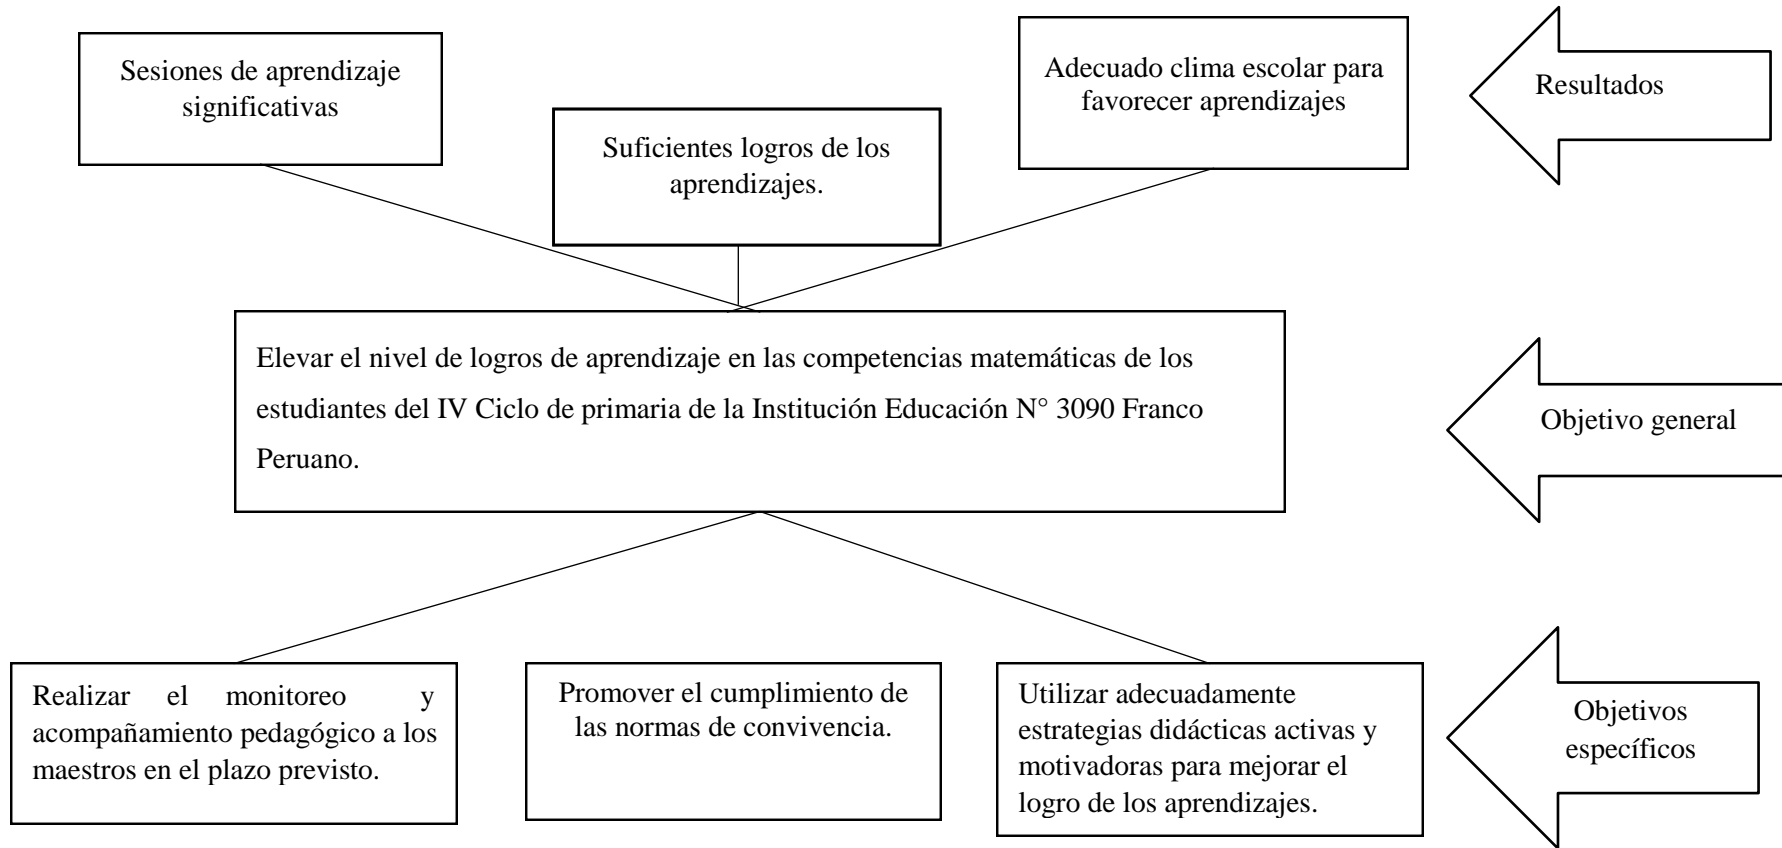 Sesiones de aprendizaje
significativas
Suficientes logros de los
aprendizajes.
Adecuado clima escolar para
favorecer aprendizajes
Resultados
Elevar el nivel de logros de aprendizaje en las competencias matemáticas de los
estudiantes del IV Ciclo de primaria de la Institución Educación N° 3090 Franco
Peruano.
Objetivo general
Realizar el monitoreo y
acompañamiento pedagógico a los
maestros en el plazo previsto.
Promover el cumplimiento de
las normas de convivencia.
Utilizar adecuadamente
estrategias didácticas activas y
motivadoras para mejorar el
logro de los aprendizajes.
Objetivos
específicos